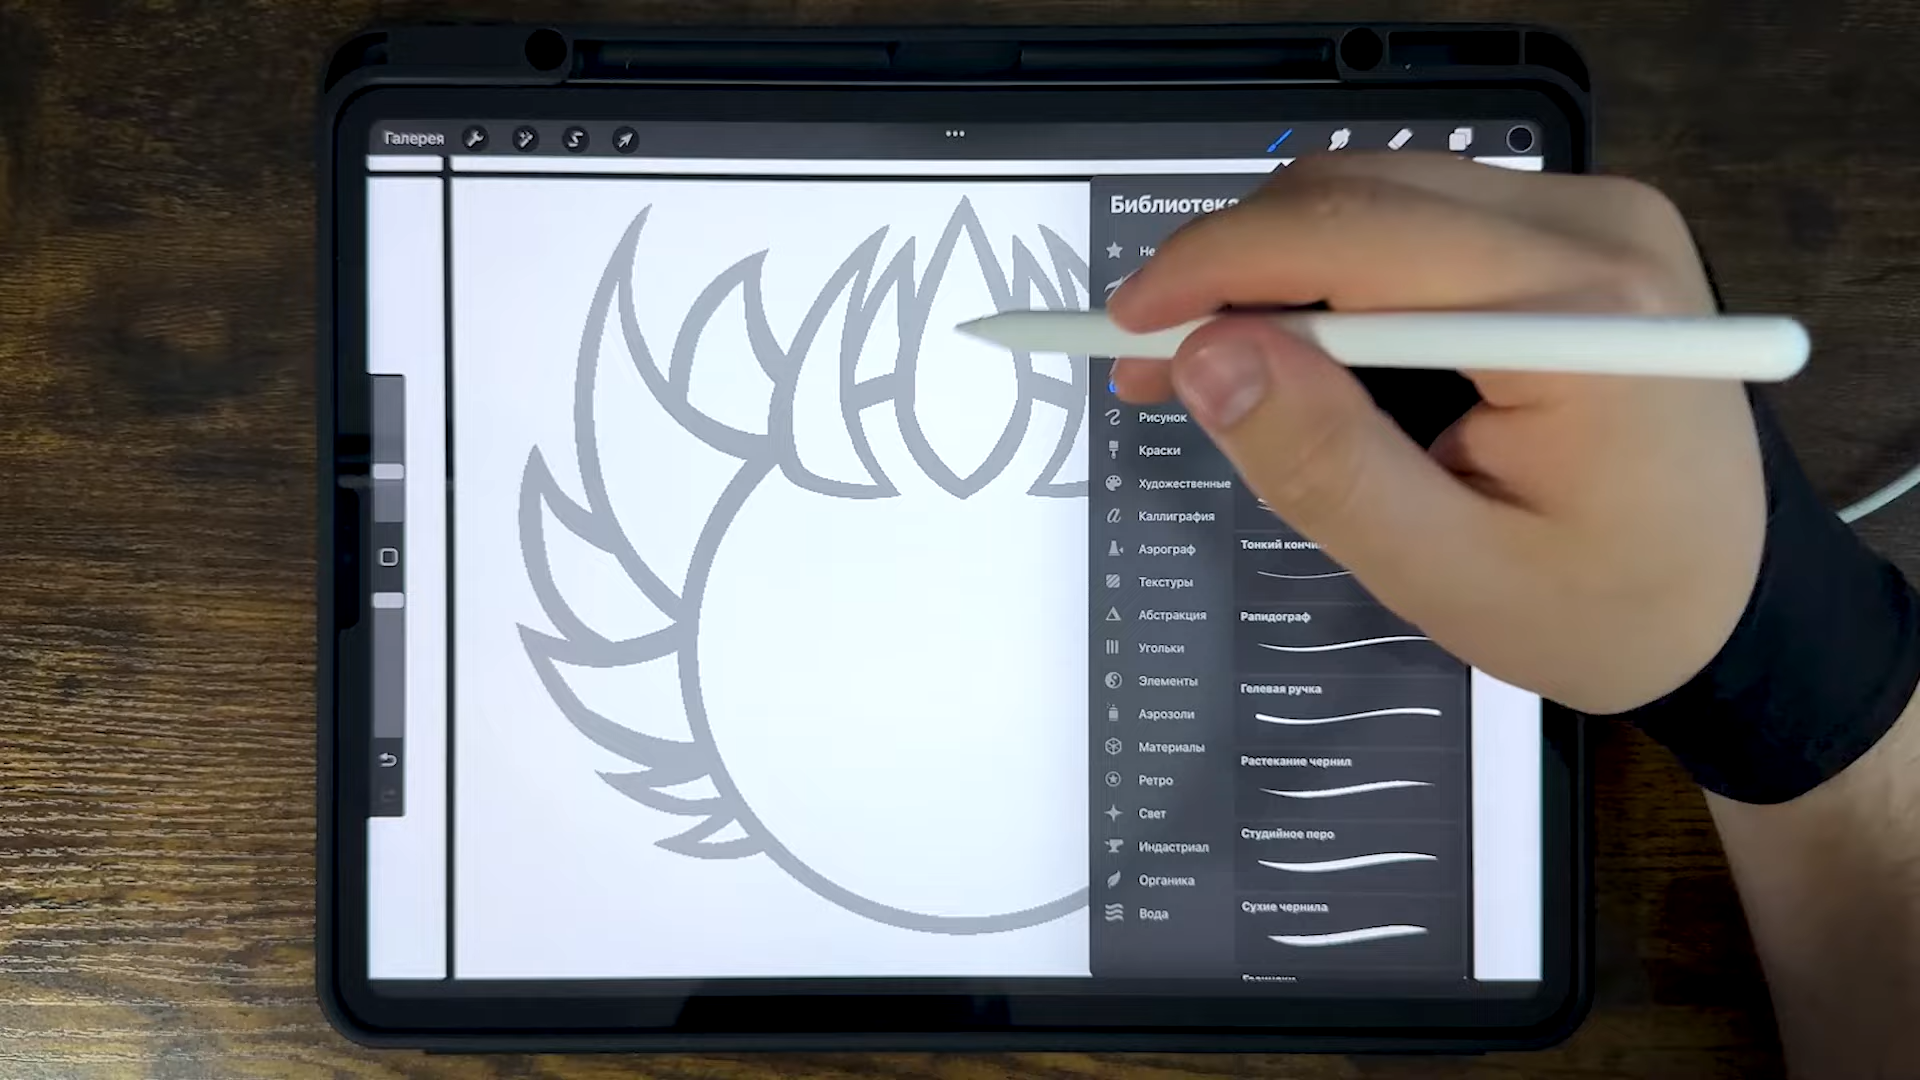 Галерея
Библиотека
Рисунок
Краски
Художественные
Каллиграфия
Аэрограф
Текстуры
Абстракция
Угольки
Элементы
Аэрозоли
Материалы
Ретро
Свет
Индастриал
Органика
Вода
Тонкий
Рапидограф
Гелевая ручка
Растекание чернил
Студийное перо
Сухие чернила